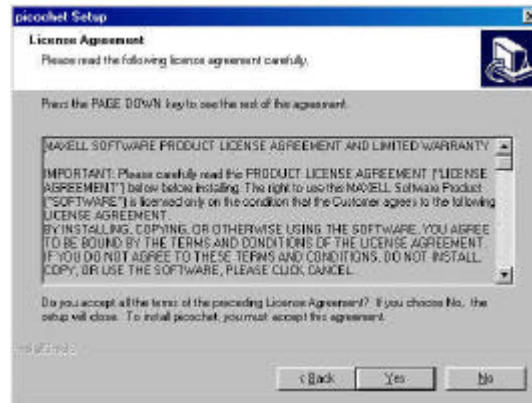 picochet Setup
License Agreement
Please read the following license agreement carefully.
Press the PAGE DOWN key to see the rest of the agreement.
MAXELL SOFTWARE PRODUCT LICENSE AGREEMENT AND LIMITED WARRANTY
IMPORTANT: Please carefully read this PRODUCT LICENSE AGREEMENT ("LICENSE
AGREEMENT") below before installing. The right to use this MAXELL Software Product
("SOFTWARE") is licensed only on the condition that the Customer agrees to the following
LICENSE AGREEMENT.
BY INSTALLING, COPYING, OR OTHERWISE USING THE SOFTWARE, YOU AGREE
TO BE BOUND BY THE TERMS AND CONDITIONS OF THE LICENSE AGREEMENT.
IF YOU DO NOT AGREE TO THESE TERMS AND CONDITIONS, DO NOT INSTALL,
COPY, OR USE THE SOFTWARE, PLEASE CLICK CANCEL.
Do you accept all the terms of the preceding License Agreement? If you choose No, the
setup will close. To install picochet, you must accept this agreement.
InstallShield
< Back
Yes
No